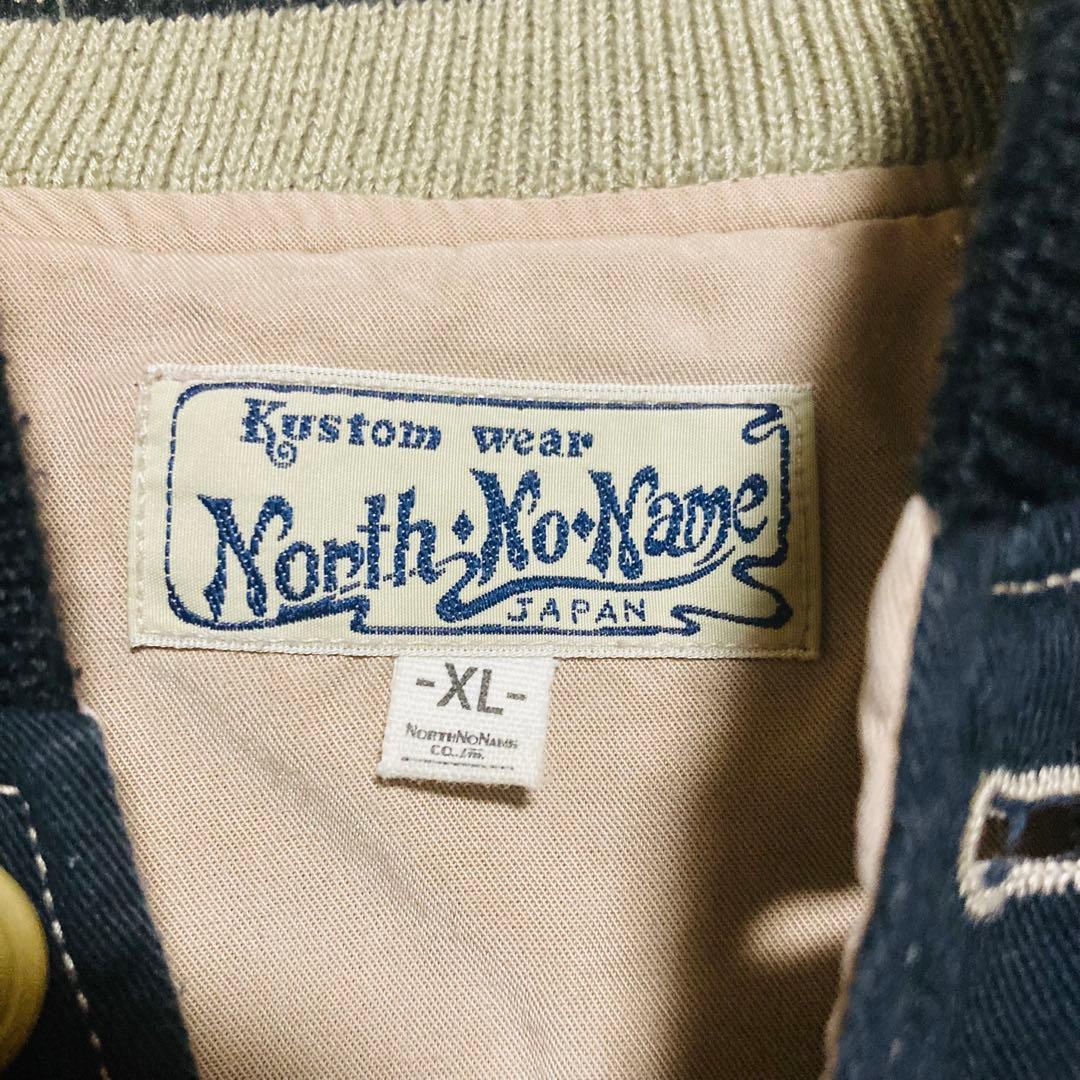 Kustom wear
North·No·Name
JAPAN
-XL-
NORTHNONAME
CO.,LTD.